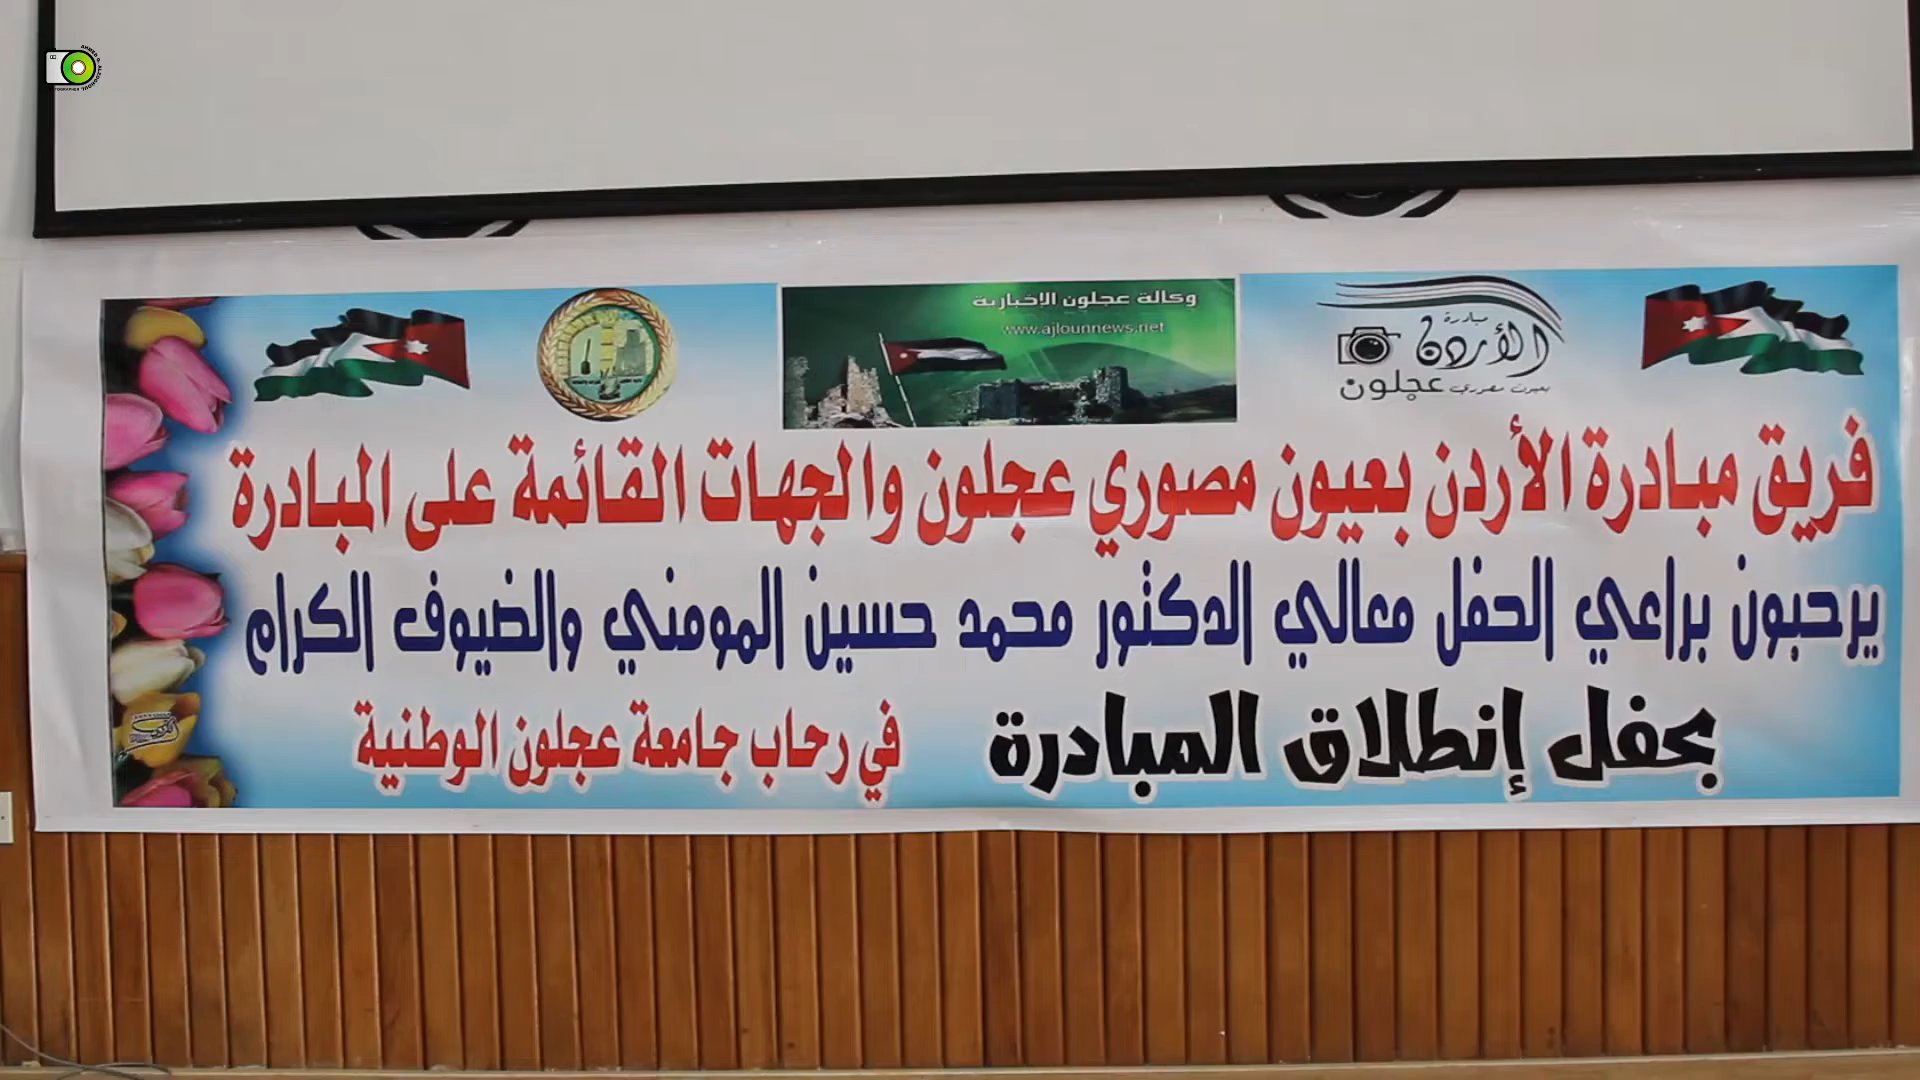 وكالة عجلون الإخبارية
www.ajlounnews.net
مبادرة
الأردن
بعيون مصوري عجلون
فريق مبادرة الأردن بعيون مصوري عجلون والجهات القائمة على المبادرة
يرحبون براعي الحفل معالي الدكتور محمد حسين المومني والضيوف الكرام
بحفل إنطلاق المبادرة في رحاب جامعة عجلون الوطنية